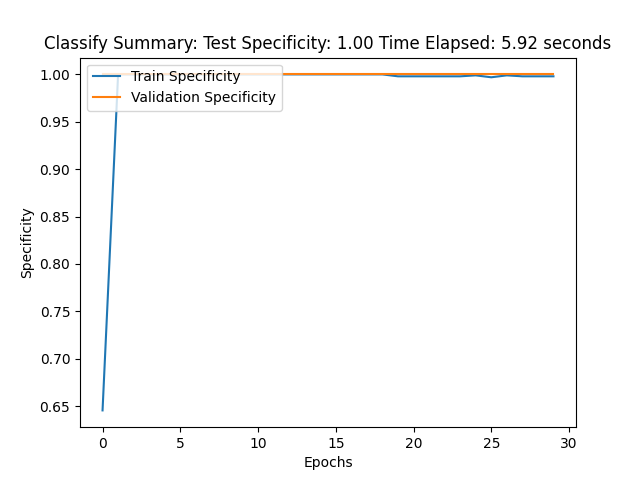 Classify Summary: Test Specificity: 1.00 Time Elapsed: 5.92 seconds
Train Specificity
Validation Specificity
1.00
0.95
0.90
0.85
0.80
0.75
0.70
0.65
Specificity
0 5 10 15 20 25 30
Epochs